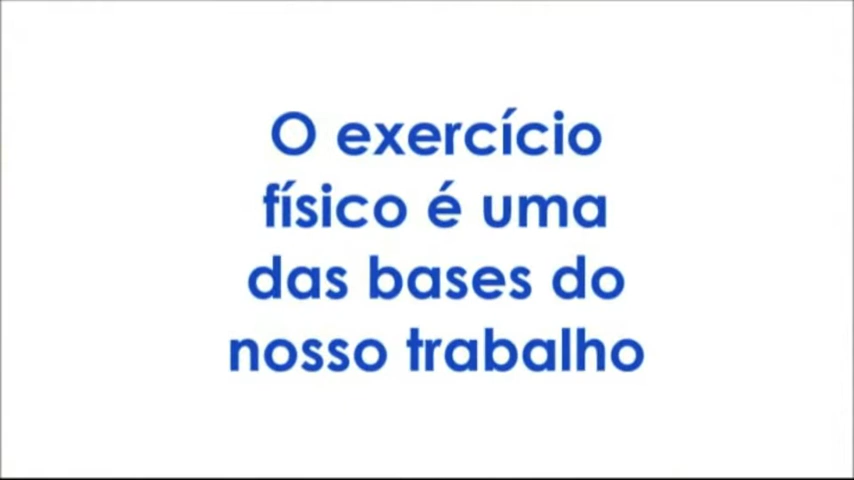 O exercício
físico é uma
das bases do
nosso trabalho